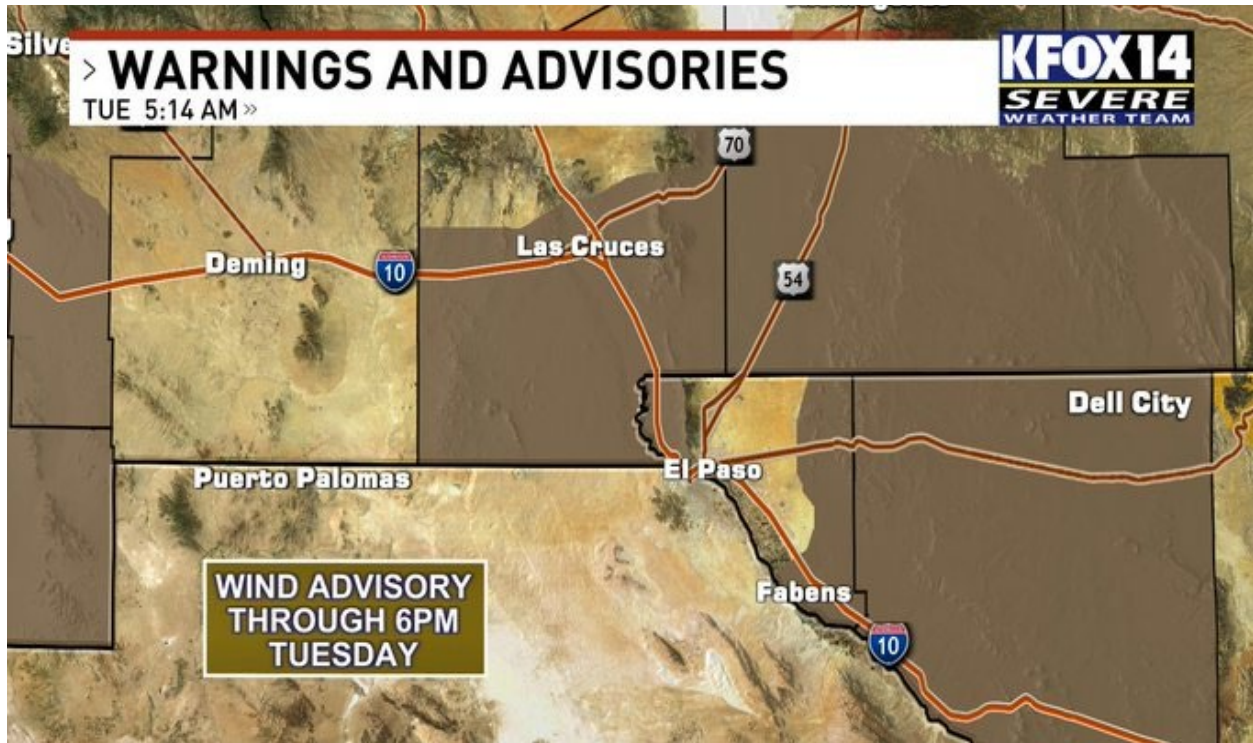 Silve
> WARNINGS AND ADVISORIES
TUE 5:14 AM »
KFOX14
SEVERE
WEATHER TEAM
70
Las Cruces
Deming
10
54
Dell City
El Paso
Puerto Palomas
WIND ADVISORY
THROUGH 6PM
TUESDAY
Fabens
10